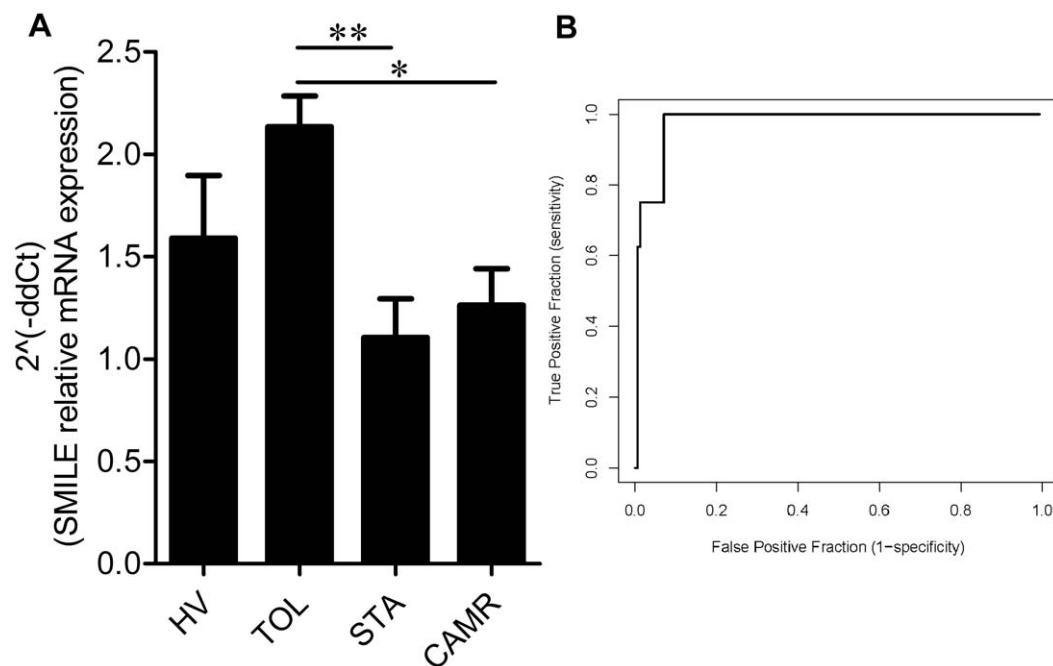 A
2^(-ddCt)
(SMILE relative mRNA expression)
2.5
2.0
1.5
1.0
0.5
0.0
**
*
HV
TOL
STA
CAMR
B
True Positive Fraction (sensitivity)
1.0
0.8
0.6
0.4
0.2
0.0
0.0 0.2 0.4 0.6 0.8 1.0
False Positive Fraction (1−specificity)